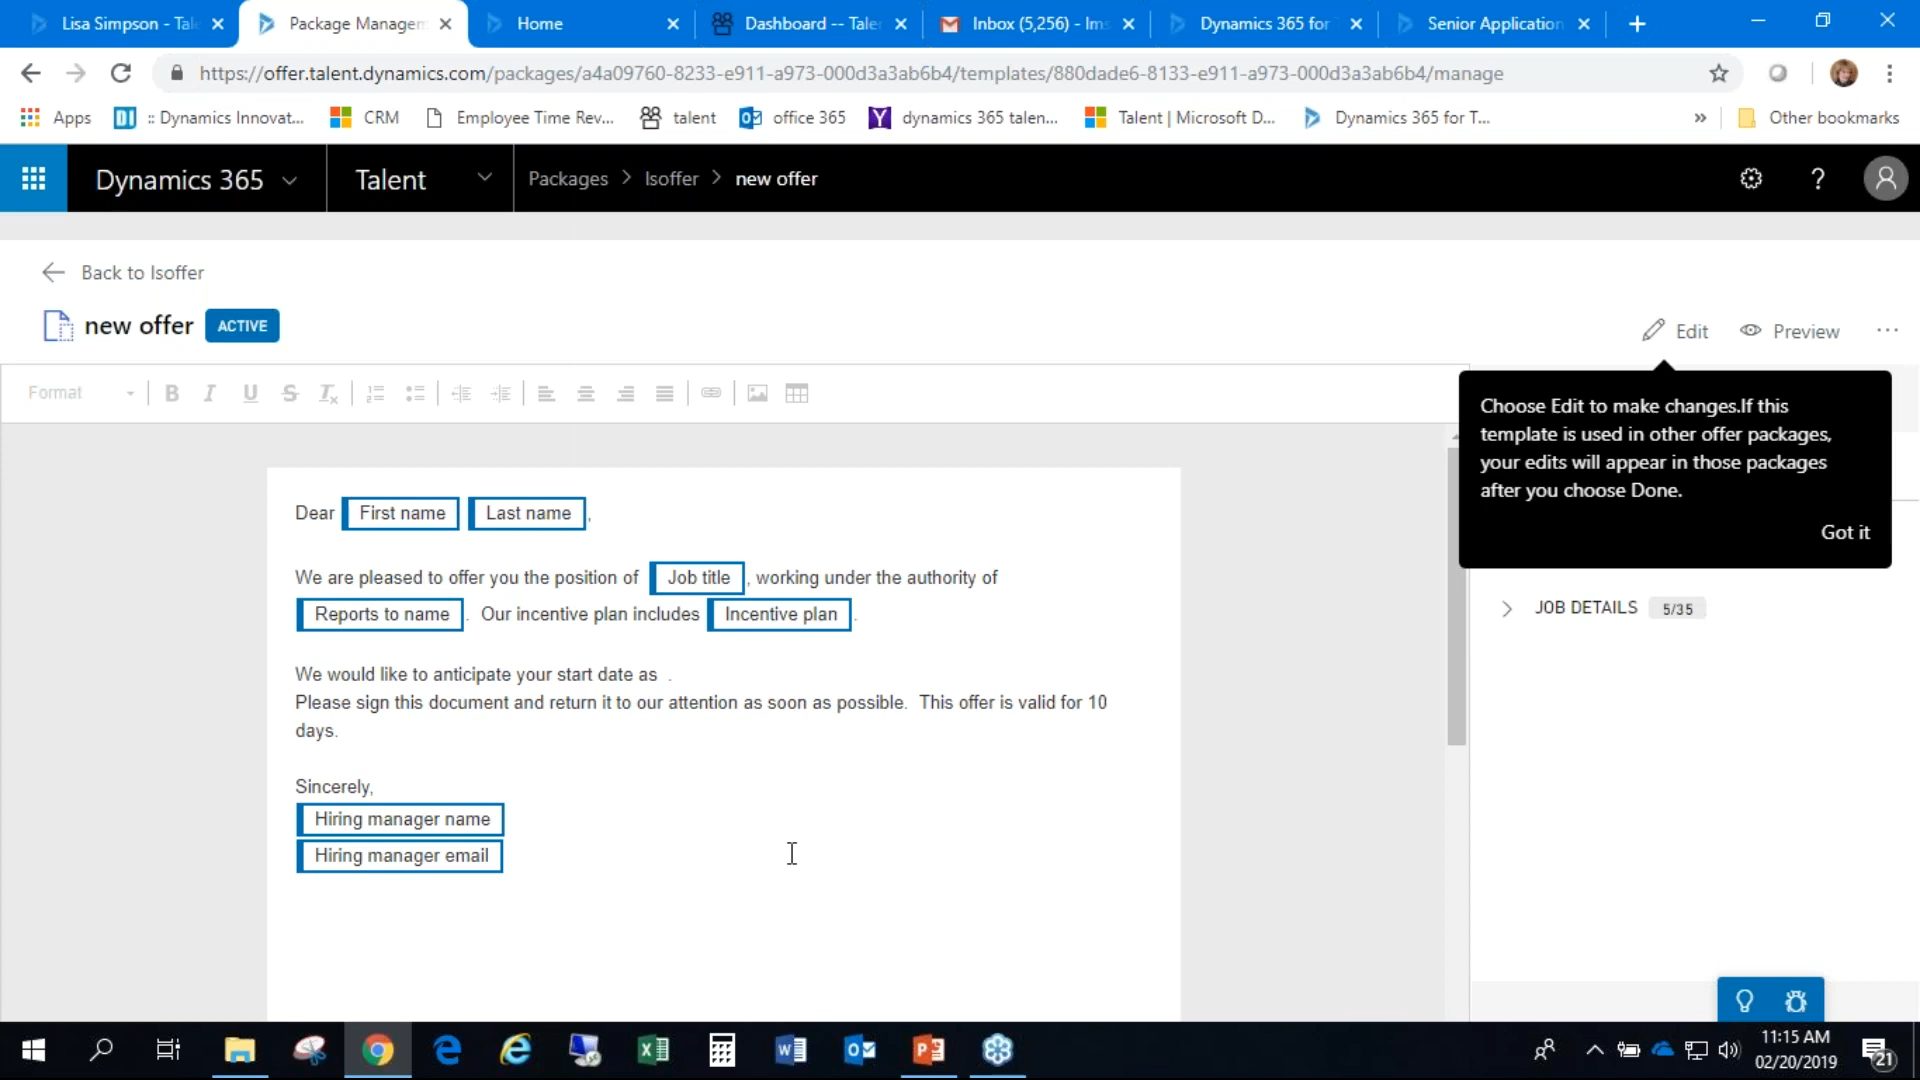 Lisa Simpson - Tal
Package Managem
Home
Dashboard -- Taler
Inbox (5,256) - lms
Dynamics 365 for T
Senior Application
https://offer.talent.dynamics.com/packages/a4a09760-8233-e911-a973-000d3a3ab6b4/templates/880dade6-8133-e911-a973-000d3a3ab6b4/manage
Apps
DI
:: Dynamics Innovat...
CRM
Employee Time Rev...
talent
office 365
dynamics 365 talen...
Talent | Microsoft D...
Dynamics 365 for T...
»
Other bookmarks
Dynamics 365
Talent
Packages > lsoffer > new offer
?
Back to lsoffer
new offer ACTIVE
Edit
Preview
...
Format
B I U S Tx
Choose Edit to make changes.If this
template is used in other offer packages,
your edits will appear in those packages
after you choose Done.
Got it
Dear First name Last name ,
We are pleased to offer you the position of Job title , working under the authority of
Reports to name . Our incentive plan includes Incentive plan .
We would like to anticipate your start date as .
Please sign this document and return it to our attention as soon as possible. This offer is valid for 10
days.
Sincerely,
Hiring manager name
Hiring manager email
JOB DETAILS 5/35
11:15 AM
02/20/2019
21